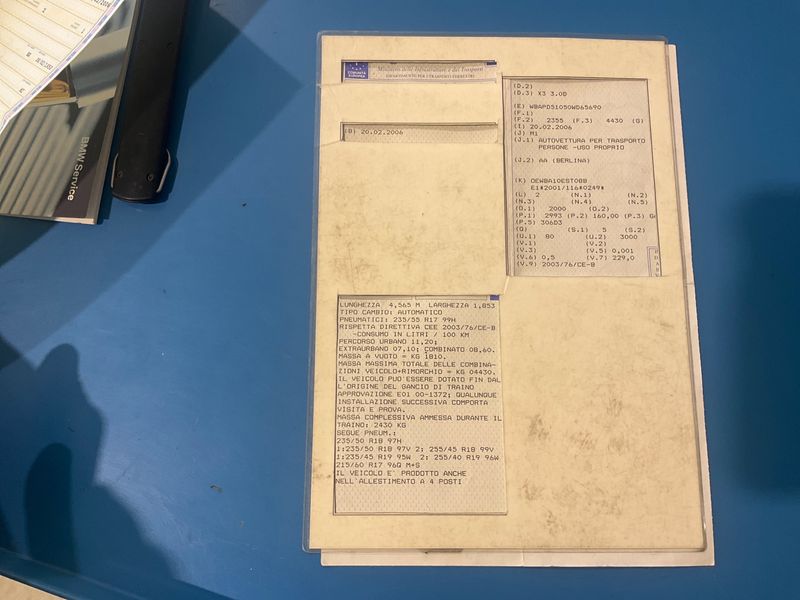 BMW Service
COMUNITÀ
EUROPEA
Ministero delle Infrastrutture e dei Trasporti
DIPARTIMENTO PER I TRASPORTI TERRESTRI
(B) 20.02.2006
(D.2)
(D.3) X3 3.0D
(E) WBAPD51050WD65690
(F.1)
(F.2) 2355 (F.3) 4430 (G)
(I) 20.02.2006
(J) M1
(J.1) AUTOVETTURA PER TRASPORTO
PERSONE -USO PROPRIO
(J.2) AA (BERLINA)
(K) OEWBA10EST08B
E1*2001/116*0249*
(L) 2 (N.1) (N.2)
(N.3) (N.4) (N.5)
(O.1) 2000 (O.2)
(P.1) 2993 (P.2) 160,00 (P.3)
(P.5) 306D3
(Q) (S.1) 5 (S.2)
(U.1) 80 (U.2) 3000
(V.1) (V.2)
(V.3) (V.5) 0,001
(V.6) 0,5 (V.7) 229,0
(V.9) 2003/76/CE-B
LUNGHEZZA 4,565 M LARGHEZZA 1,853
TIPO CAMBIO: AUTOMATICO
PNEUMATICI: 235/55 R17 99H
RISPETTA DIRETTIVA CEE 2003/76/CE-B
-CONSUMO IN LITRI / 100 KM
PERCORSO URBANO 11,20;
EXTRAURBANO 07,10; COMBINATO 08,60.
MASSA A VUOTO = KG 1810.
MASSA MASSIMA TOTALE DELLE COMBINA-
ZIONI VEICOLO+RIMORCHIO = KG 04430.
IL VEICOLO PUO' ESSERE DOTATO FIN DAL
L'ORIGINE DEL GANCIO DI TRAINO
APPROVAZIONE E01 00-1372; QUALUNQUE
INSTALLAZIONE SUCCESSIVA COMPORTA
VISITA E PROVA.
MASSA COMPLESSIVA AMMESSA DURANTE IL
TRAINO: 2430 KG
SEGUE PNEUM.:
235/50 R18 97H
1:235/50 R18 97V 2: 255/45 R18 99V
1:235/45 R19 95W 2: 255/40 R19 96W
215/60 R17 96Q M+S
IL VEICOLO E' PRODOTTO ANCHE
NELL'ALLESTIMENTO A 4 POSTI